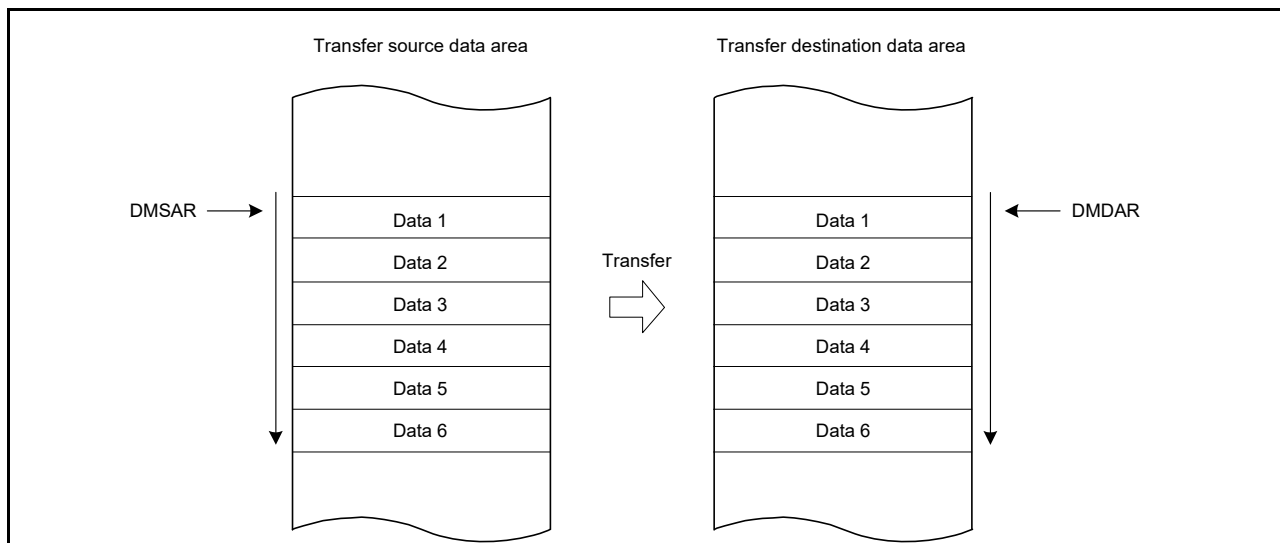 Transfer source data area
Transfer destination data area
DMSAR
DMDAR
Data 1
Data 1
Data 2
Data 2
Transfer
Data 3
Data 3
Data 4
Data 4
Data 5
Data 5
Data 6
Data 6